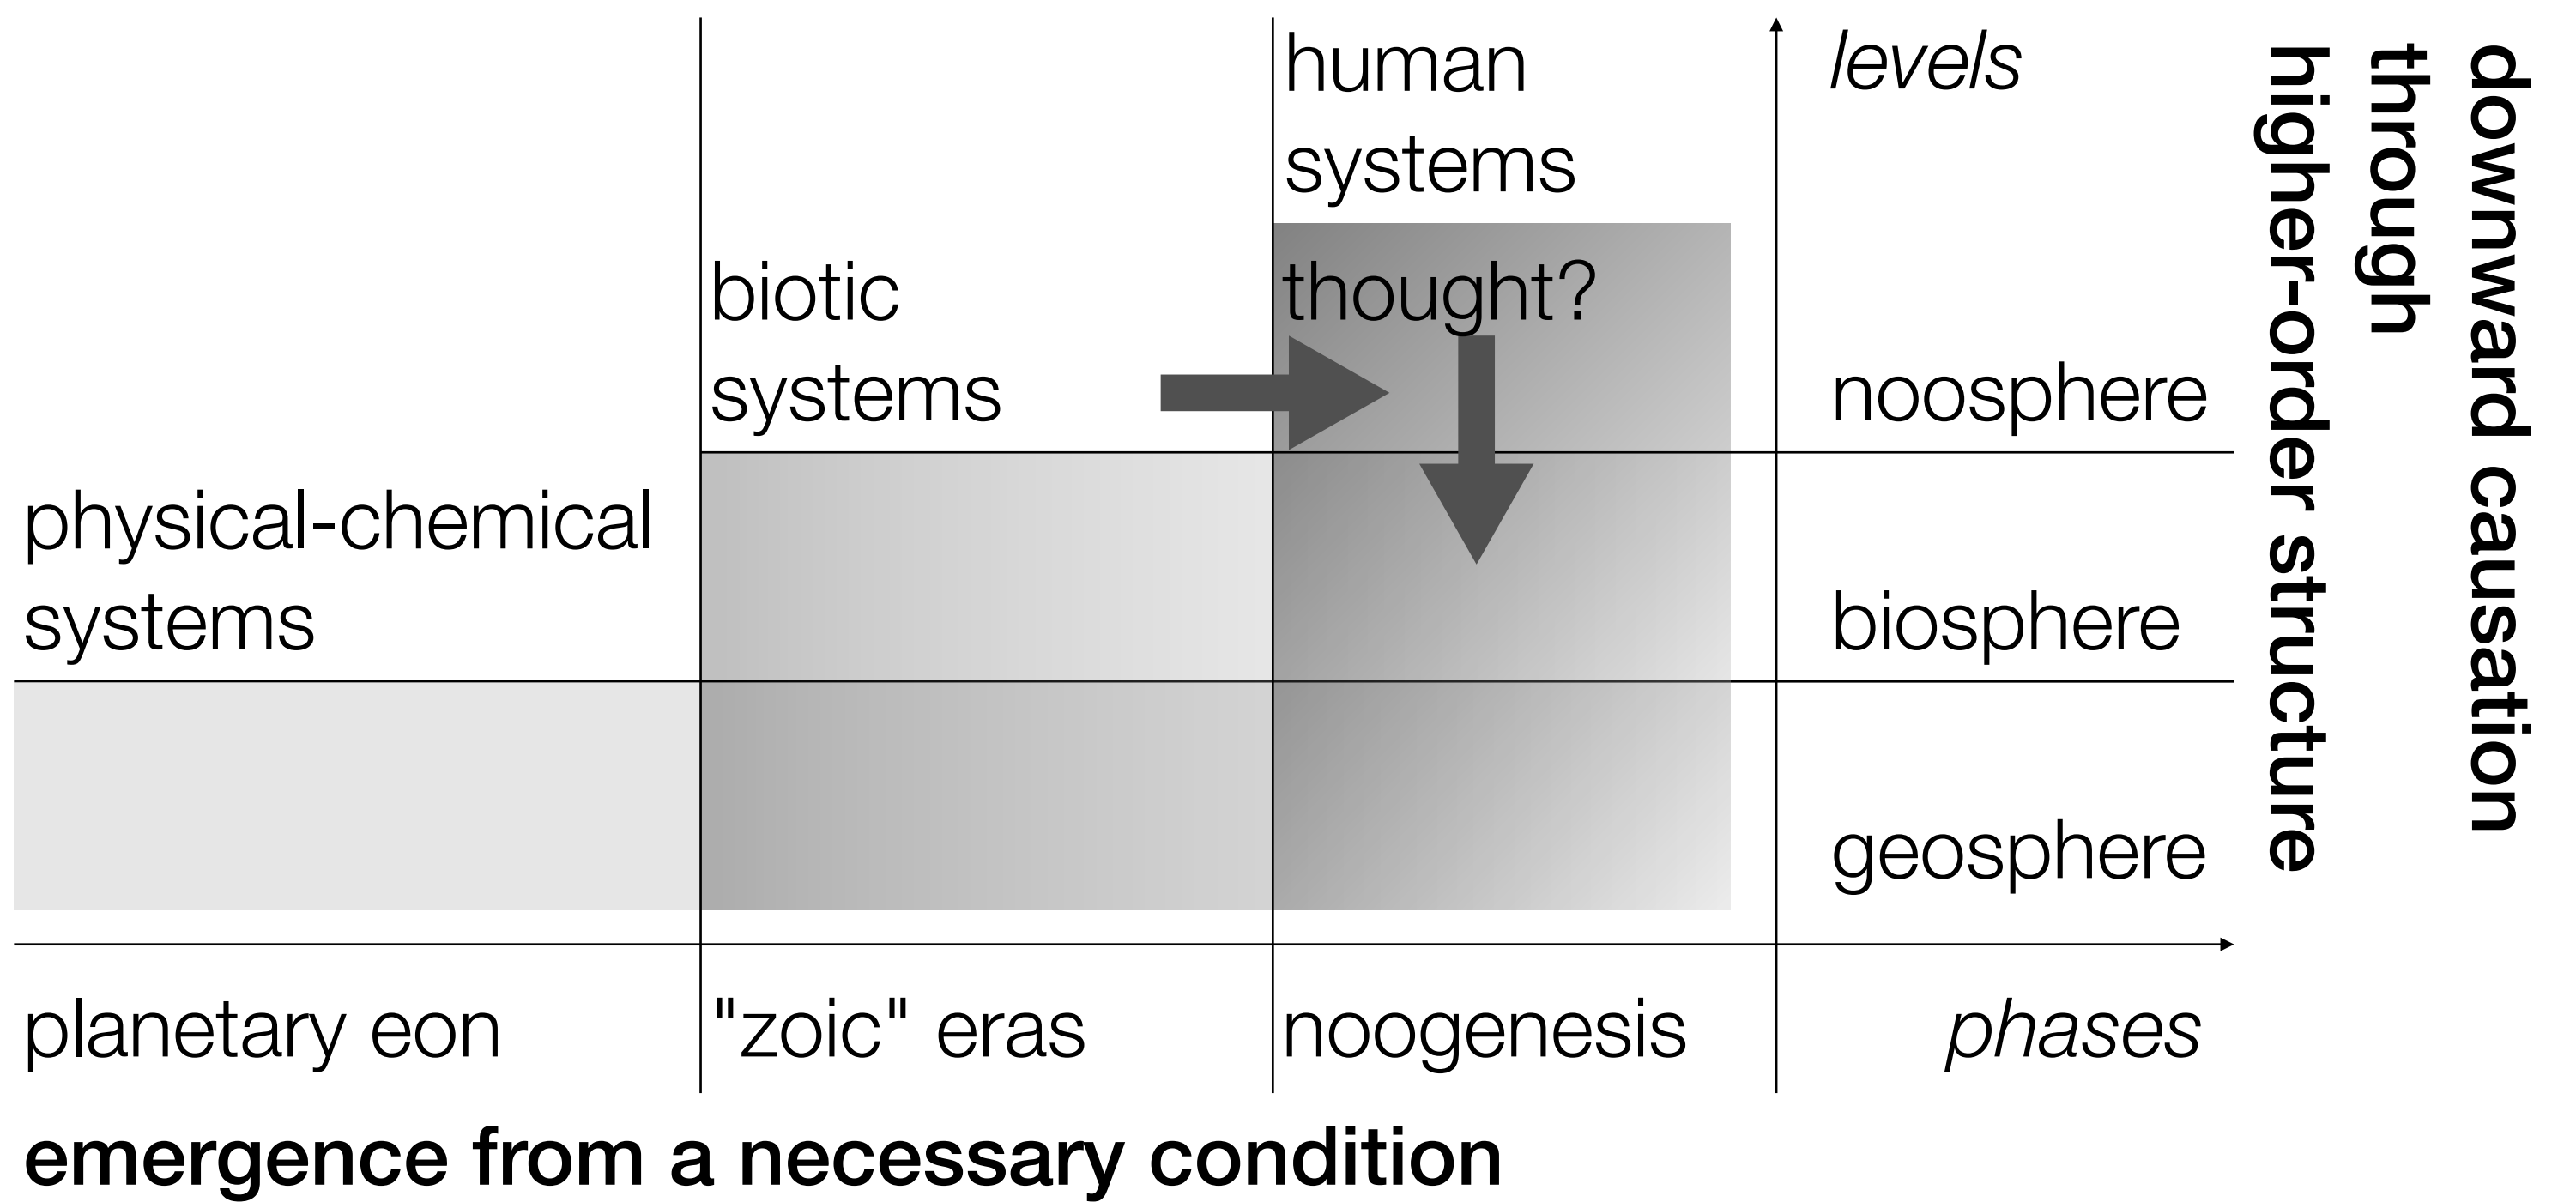 human
systems
levels
biotic
systems
thought?
noosphere
physical-chemical
systems
biosphere
geosphere
planetary eon
"zoic" eras
noogenesis
phases
emergence from a necessary condition
downward causation
through
higher-order structure